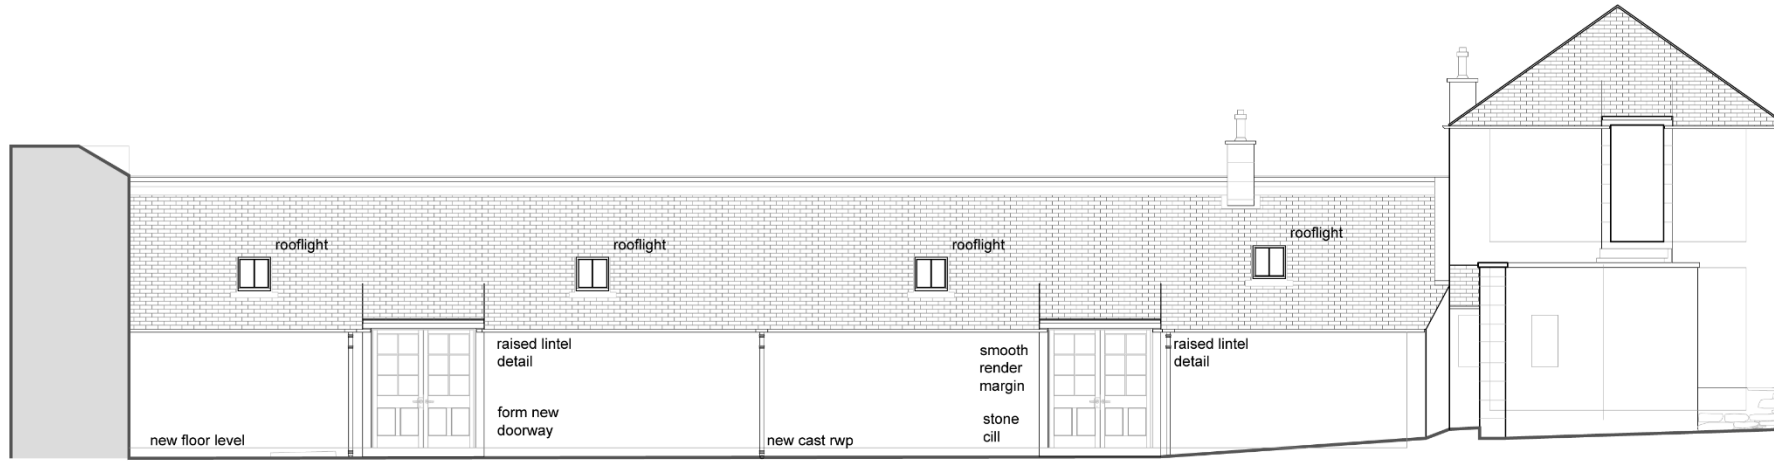 rooflight
rooflight
rooflight
rooflight
raised lintel
detail
form new
doorway
new floor level
new cast rwp
smooth
render
margin
stone
cill
raised lintel
detail